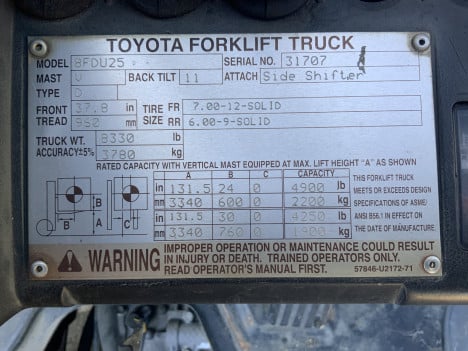 TOYOTA FORKLIFT TRUCK
MODEL 8FDU25 SERIAL NO. 31707
MAST V BACK TILT 11 ATTACH Side Shifter
TYPE D
FRONT 37.8 in TIRE FR 7.00-12-SOLID
TREAD 960 mm SIZE RR 6.00-9-SOLID
TRUCK WT. 8330 lb
ACCURACY±5% 3780 kg
RATED CAPACITY WITH VERTICAL MAST EQUIPPED AT MAX. LIFT HEIGHT "A" AS SHOWN
A B C CAPACITY
in 131.5 24 0 4900 lb
mm 3340 600 0 2200 kg
in 131.5 30 0 4250 lb
mm 3340 760 0 1900 kg
A
B
B C
THIS FORKLIFT TRUCK
MEETS OR EXCEEDS DESIGN
SPECIFICATIONS OF ASME/
ANSI B56.1 IN EFFECT ON
THE DATE OF MANUFACTURE.
WARNING
IMPROPER OPERATION OR MAINTENANCE COULD RESULT
IN INJURY OR DEATH. TRAINED OPERATORS ONLY.
READ OPERATOR'S MANUAL FIRST. 57846-U2172-71